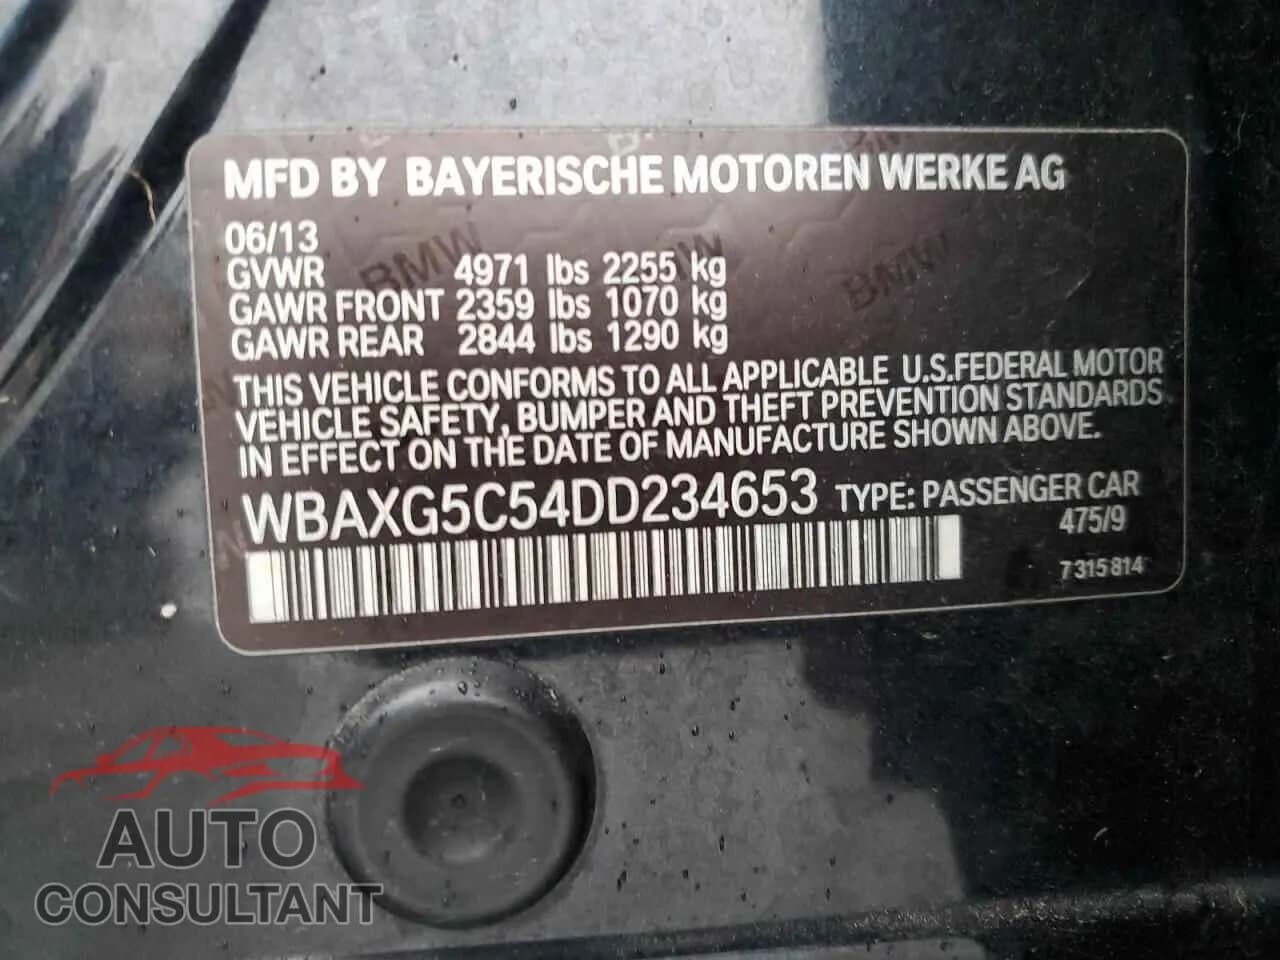 MFD BY BAYERISCHE MOTOREN WERKE AG
06/13
GVWR 4971 lbs 2255 kg
GAWR FRONT 2359 lbs 1070 kg
GAWR REAR 2844 lbs 1290 kg
THIS VEHICLE CONFORMS TO ALL APPLICABLE U.S.FEDERAL MOTOR
VEHICLE SAFETY, BUMPER AND THEFT PREVENTION STANDARDS
IN EFFECT ON THE DATE OF MANUFACTURE SHOWN ABOVE.
WBAXG5C54DD234653 TYPE: PASSENGER CAR
475/9
7 315 814
BMW
BMW
BMW
AUTO
CONSULTANT